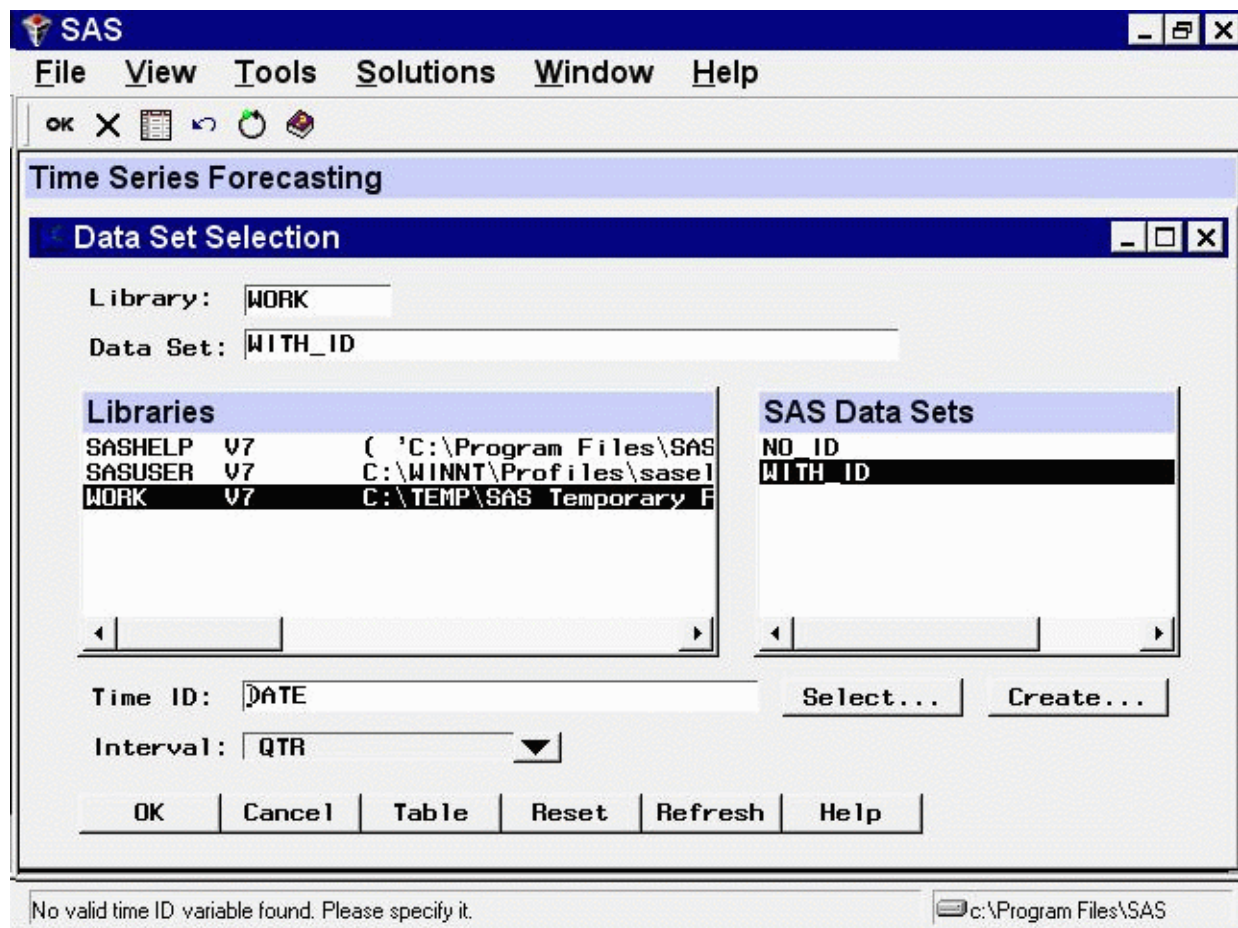 SAS
File View Tools Solutions Window Help
OK
Time Series Forecasting
Data Set Selection
Library: WORK
Data Set: WITH_ID
Libraries
SASHELP V7 ( 'C:\Program Files\SAS
SASUSER V7 C:\WINNT\Profiles\sasel
WORK V7 C:\TEMP\SAS Temporary F
SAS Data Sets
NO_ID
WITH_ID
Time ID: DATE Select... Create...
Interval: QTR
OK Cancel Table Reset Refresh Help
No valid time ID variable found. Please specify it. c:\Program Files\SAS